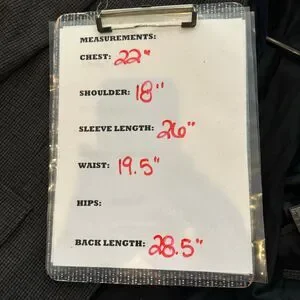 MEASUREMENTS:
CHEST: 22"
SHOULDER: 18"
SLEEVE LENGTH: 26"
WAIST: 19.5"
HIPS:
BACK LENGTH: 28.5"